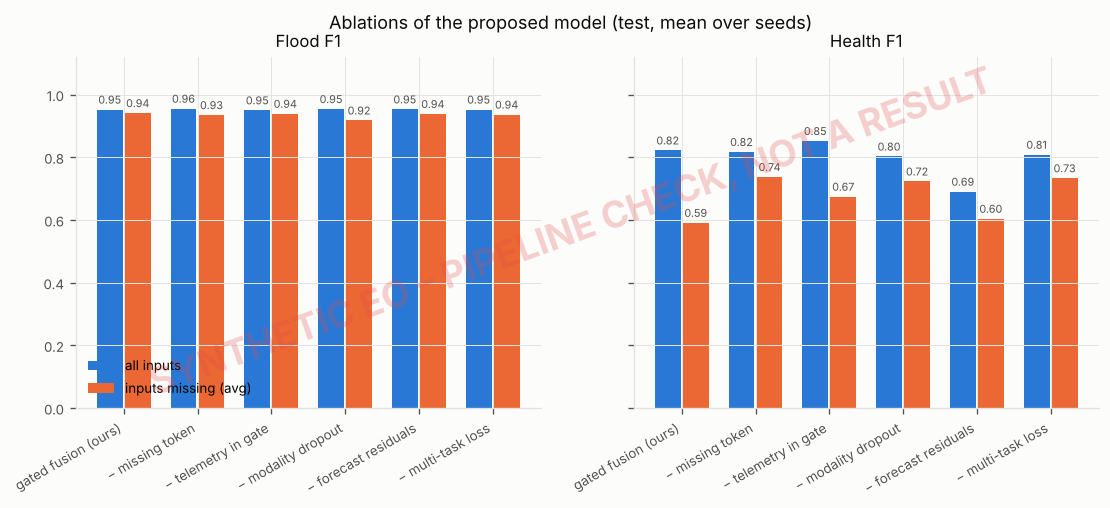 Ablations of the proposed model (test, mean over seeds)
Flood F1
1.0
0.8
0.6
0.4
0.2
0.0
0.95 0.94 0.96 0.93 0.95 0.94 0.95 0.92 0.95 0.94 0.95 0.94
all inputs
inputs missing (avg)
gated fusion (ours)
– missing token
– telemetry in gate
– modality dropout
– forecast residuals
– multi-task loss
Health F1
0.82 0.59 0.82 0.74 0.85 0.67 0.80 0.72 0.69 0.60 0.81 0.73
gated fusion (ours)
– missing token
– telemetry in gate
– modality dropout
– forecast residuals
– multi-task loss
SYNTHETIC EO – PIPELINE CHECK, NOT A RESULT